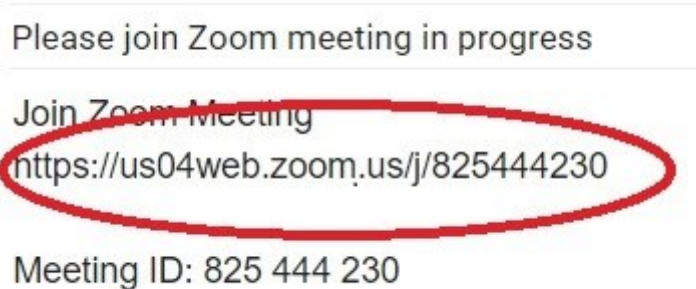 Please join Zoom meeting in progress
Join Zoom Meeting
https://us04web.zoom.us/j/825444230
Meeting ID: 825 444 230